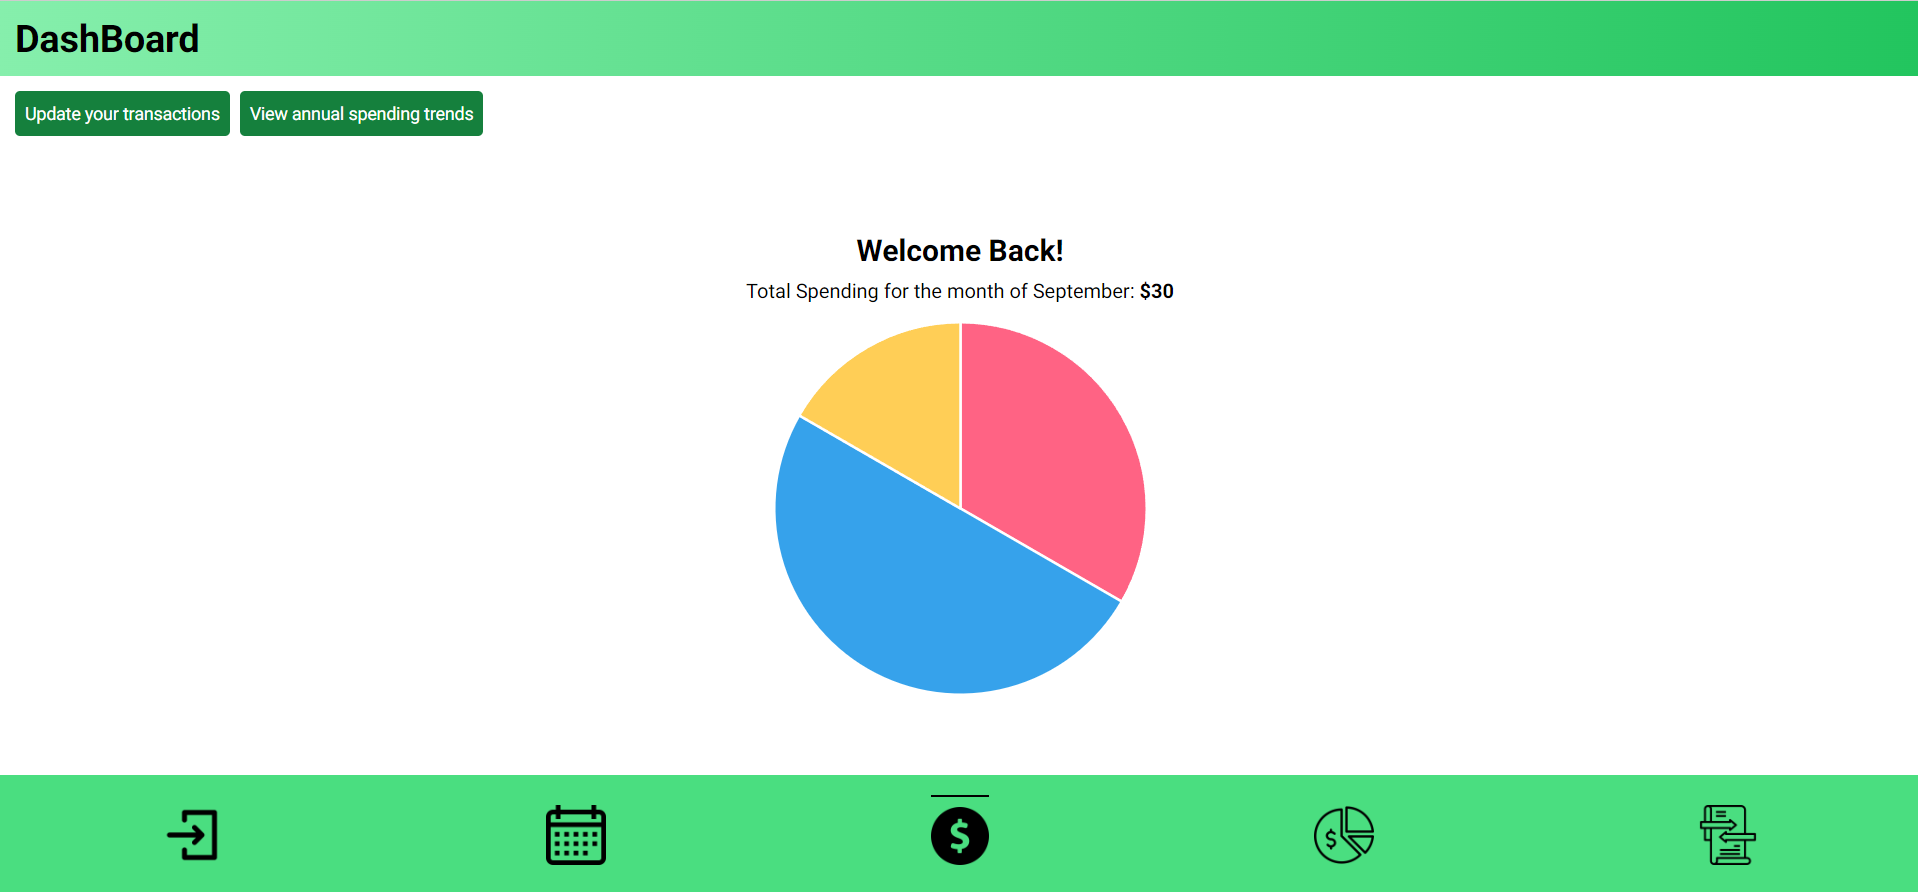 DashBoard
Update your transactions
View annual spending trends
Welcome Back!
Total Spending for the month of September: $30
$
$